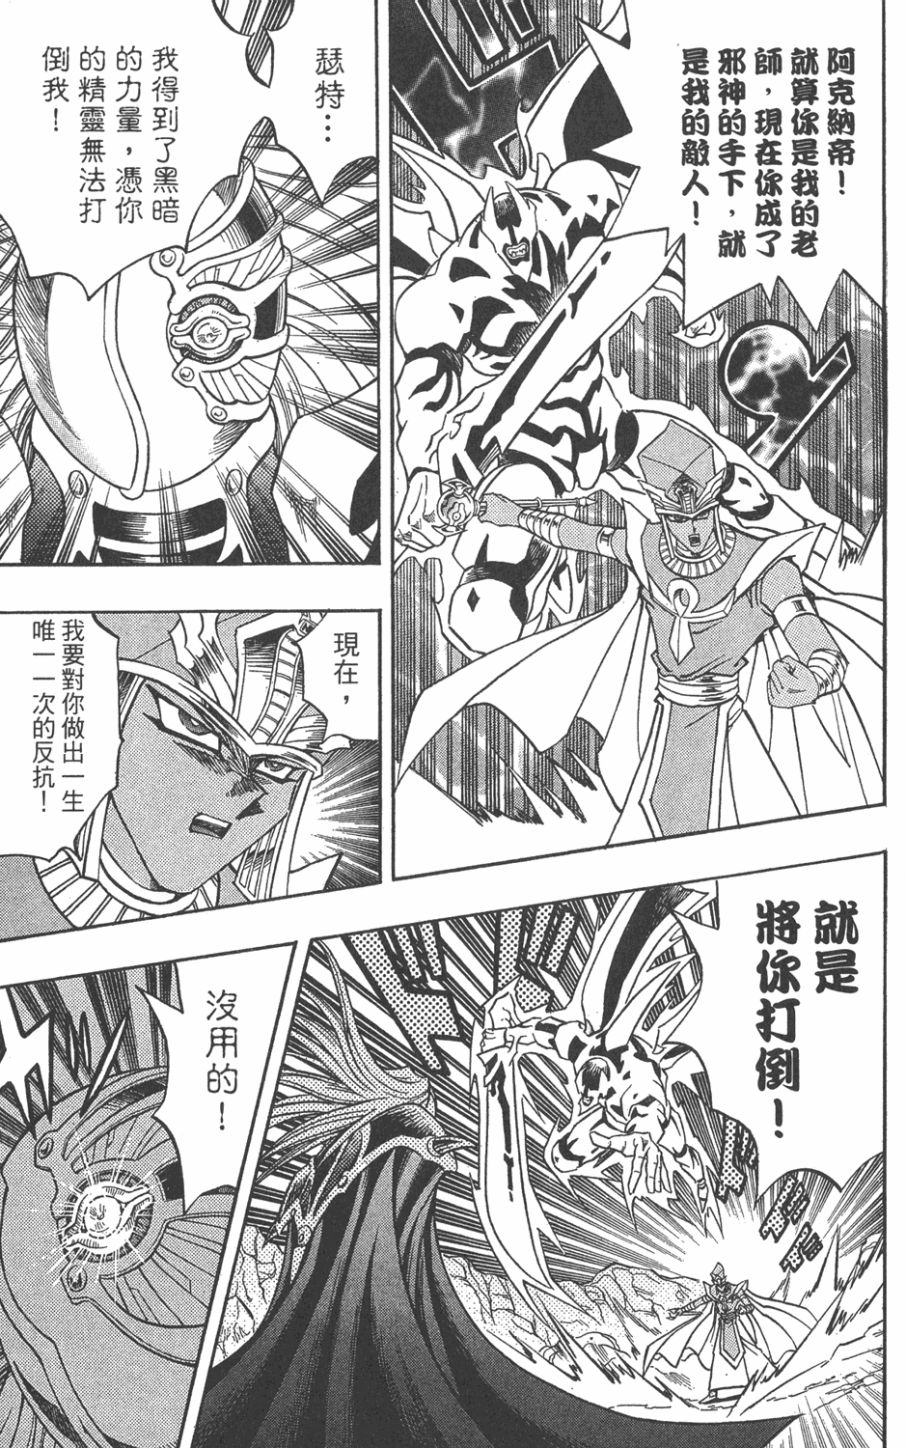 阿克納帝！
就算你是我的老
師，現在你成了
邪神的手下，就
是我的敵人！
瑟特…
我得到了黑暗
的力量，憑你
的精靈無法打
倒我！
現在，
我要對你做出一生
唯一一次的反抗！
就是
將你打倒！
沒用的！